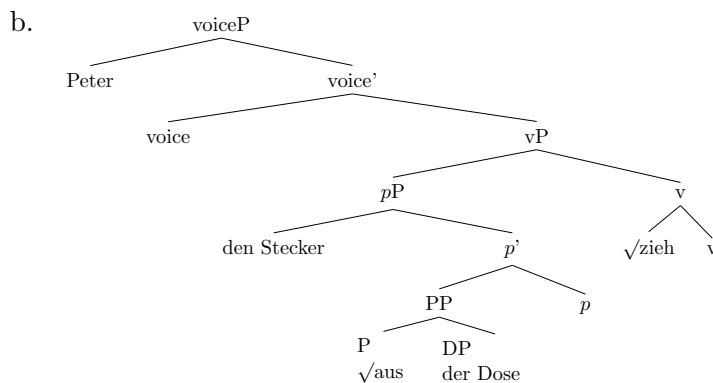 b.
voiceP
Peter voice'
voice vP
pP v
den Stecker p' √zieh v
PP p
P DP
√aus der Dose